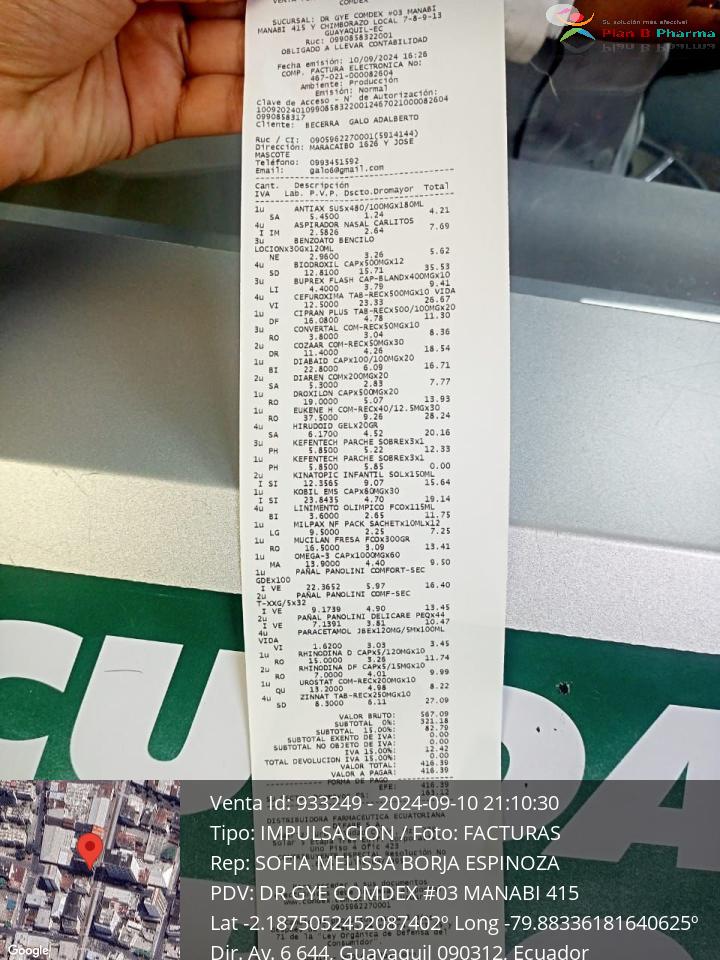 Su solución más efectiva!
Plan B Pharma
COMDEX
SUCURSAL: DR GYE COMDEX #03 MANABI
MANABI 415 Y CHIMBORAZO LOCAL 7-8-9-13
GUAYAQUIL-EC
Ruc: 0990858322001
OBLIGADO A LLEVAR CONTABILIDAD
Fecha emisión: 10/09/2024 16:26
COMP. FACTURA ELECTRONICA No:
467-021-000082604
Ambiente: Producción
Emisión: Normal
Clave de Acceso - N° de Autorización:
100920240109908583220012467021000082604
0990858317
Cliente: BECERRA GALO ADALBERTO
Ruc / CI: 0905962270001(5914144)
Dirección: MARACAIBO 1626 Y JOSE
MASCOTE
Teléfono: 0993451592
Email: galo6@gmail.com
Cant. Descripción
IVA Lab. P.V.P. Dscto.Dromayor Total
1u ANTIAX SUSx480/100MGx180ML
SA 5.4500 1.24 4.21
4u ASPIRADOR NASAL CARLITOS
I IM 2.5826 2.64 7.69
3u BENZOATO BENCILO
LOCIONx30Gx120ML
NE 2.9600 3.26 5.62
4u BIODROXIL CAPx500MGx12
SD 12.8100 15.71 35.53
3u BUPREX FLASH CAP-BLANDx400MGx10
LI 4.4000 3.79 9.41
4u CEFUROXIMA TAB-RECx500MGx10 VIDA
VI 12.5000 23.33 26.67
1u CIPRAN PLUS TAB-RECx500/100MGx20
DF 16.0800 4.78 11.30
3u CONVERTAL COM-RECx50MGx10
RO 3.8000 3.04 8.36
2u COZAAR COM-RECx50MGx30
DR 11.4000 4.26 18.54
1u DIABAID CAPx100/100MGx20
BI 22.8000 6.09 16.71
2u DIAREN COMx200MGx20
SA 5.3000 2.83 7.77
1u DROXILON CAPx500MGx20
RO 19.0000 5.07 13.93
1u EUKENE H COM-RECx40/12.5MGx30
RO 37.5000 9.26 28.24
4u HIRUDOID GELx20GR
SA 6.1700 4.52 20.16
3u KEFENTECH PARCHE SOBREx3x1
PH 5.8500 5.22 12.33
1u KEFENTECH PARCHE SOBREx3x1
PH 5.8500 5.85 0.00
2u KINATOPIC INFANTIL SOLx150ML
I SI 12.3565 9.07 15.64
1u KOBIL EMS CAPx80MGx30
I SI 23.8435 4.70 19.14
4u LINIMENTO OLIMPICO FCOx115ML
BI 3.6000 2.65 11.75
1u MILPAX NF PACK SACHETx10MLx12
LG 9.5000 2.25 7.25
1u MUCILAN FRESA FCOx300GR
RO 16.5000 3.09 13.41
1u OMEGA-3 CAPx1000MGx60
MA 13.9000 4.40 9.50
1u PAÑAL PANOLINI COMFORT-SEC
GDEx100
I VE 22.3652 5.97 16.40
2u PAÑAL PANOLINI COMF-SEC
T-XXG/5x32
I VE 9.1739 4.90 13.45
2u PAÑAL PANOLINI DELICARE PEQx44
I VE 7.1391 3.81 10.47
4u PARACETAMOL JBEx120MG/5Mx100ML
VIDA
VI 1.6200 3.03 3.45
1u RHINODINA D CAPx5/120MGx10
RO 15.0000 3.26 11.74
2u RHINODINA DF CAPx5/15MGx10
RO 7.0000 4.01 9.99
1u UROSTAT COM-RECx200MGx10
QU 13.2000 4.98 8.22
4u ZINNAT TAB-RECx250MGx10
SD 8.3000 6.11 27.09
VALOR BRUTO: 567.09
SUBTOTAL 0%: 321.18
SUBTOTAL 15.00%: 82.79
SUBTOTAL EXENTO DE IVA: 0.00
SUBTOTAL NO OBJETO DE IVA: 0.00
IVA 15.00%: 12.42
TOTAL DEVOLUCION IVA 15.00%: 0.00
VALOR TOTAL: 416.39
VALOR A PAGAR: 416.39
FORMA DE PAGO
EFE: 416.39
Venta Id: 933249 - 2024-09-10 21:10:30
DISTRIBUIDORA FARMACEUTICA ECUATORIANA
Tipo: IMPULSACION / Foto: FACTURAS
Rep: SOFIA MELISSA BORJA ESPINOZA
PDV: DR GYE COMDEX #03 MANABI 415
0905962270001
Lat -2.1875052452087402º Long -79.88336181640625º
71 de "Ley Orgánica de Defensa del
Consumidor".
Dir. Av. 6 644, Guayaquil 090312, Ecuador
Google